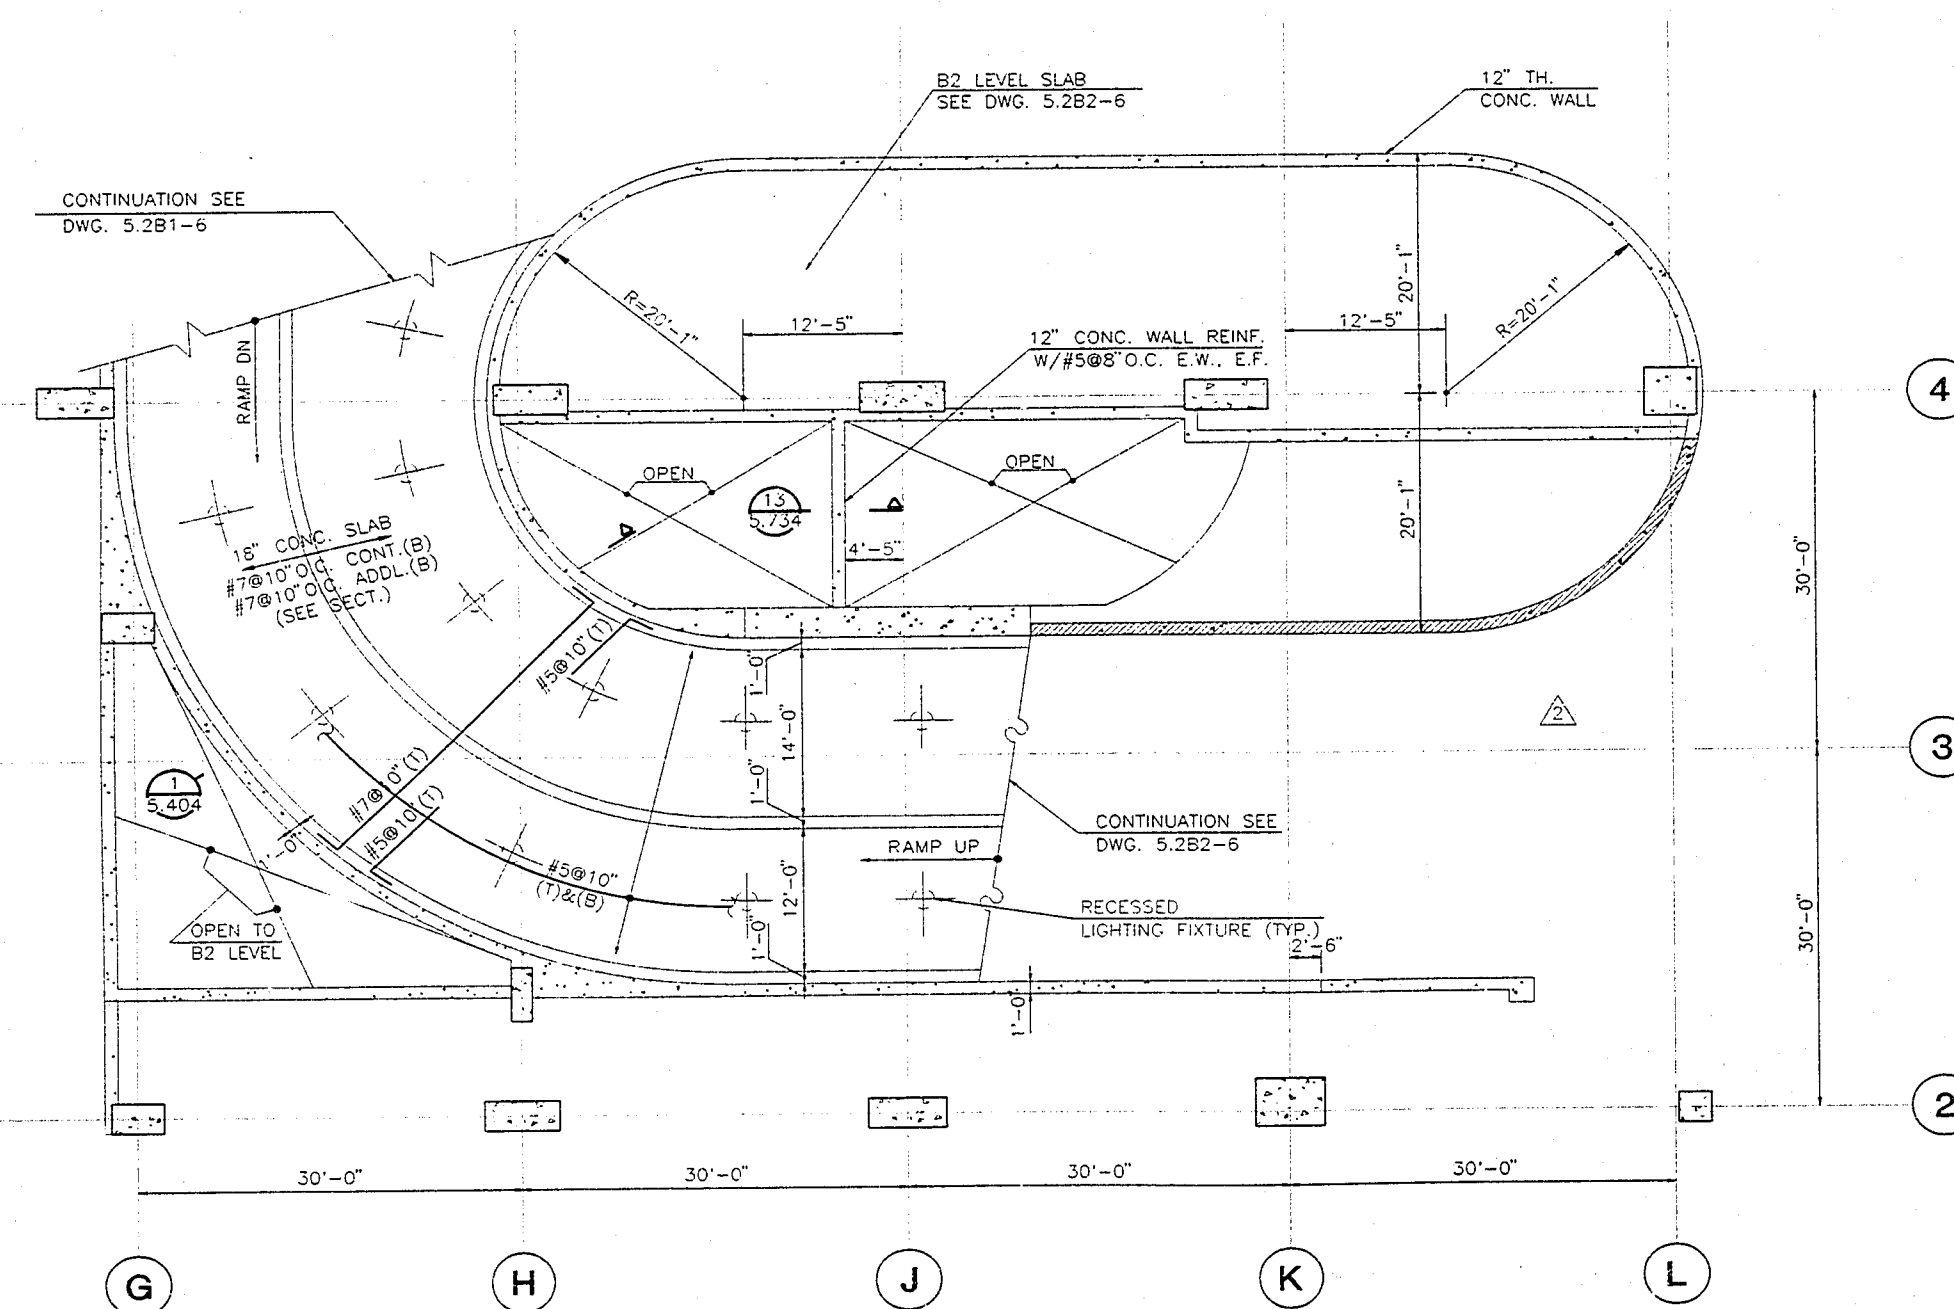 B2 LEVEL SLAB
SEE DWG. 5.2B2-6
12" TH.
CONC. WALL
CONTINUATION SEE
DWG. 5.2B1-6
R=20'-1"
12'-5"
12" CONC. WALL REINF.
W/#5@8"O.C. E.W., E.F.
12'-5"
20'-1"
R=20'-1"
4
RAMP DN
OPEN
OPEN
13
5.734
4'-5"
20'-1"
30'-0"
18" CONC. SLAB
#7@10"O.C. CONT.(B)
#7@10"O.C. ADDL.(B)
(SEE SECT.)
#5@10"(T)
1'-0"
14'-0"
1'-0"
2
3
1
5.404
#7@10"(T)
#5@10"(T)
1'-0"
#5@10"
(T)&(B)
12'-0"
1'-0"
RAMP UP
CONTINUATION SEE
DWG. 5.2B2-6
RECESSED
LIGHTING FIXTURE (TYP.)
2'-6"
30'-0"
OPEN TO
B2 LEVEL
1'-0"
2
30'-0"
30'-0"
30'-0"
30'-0"
G
H
J
K
L